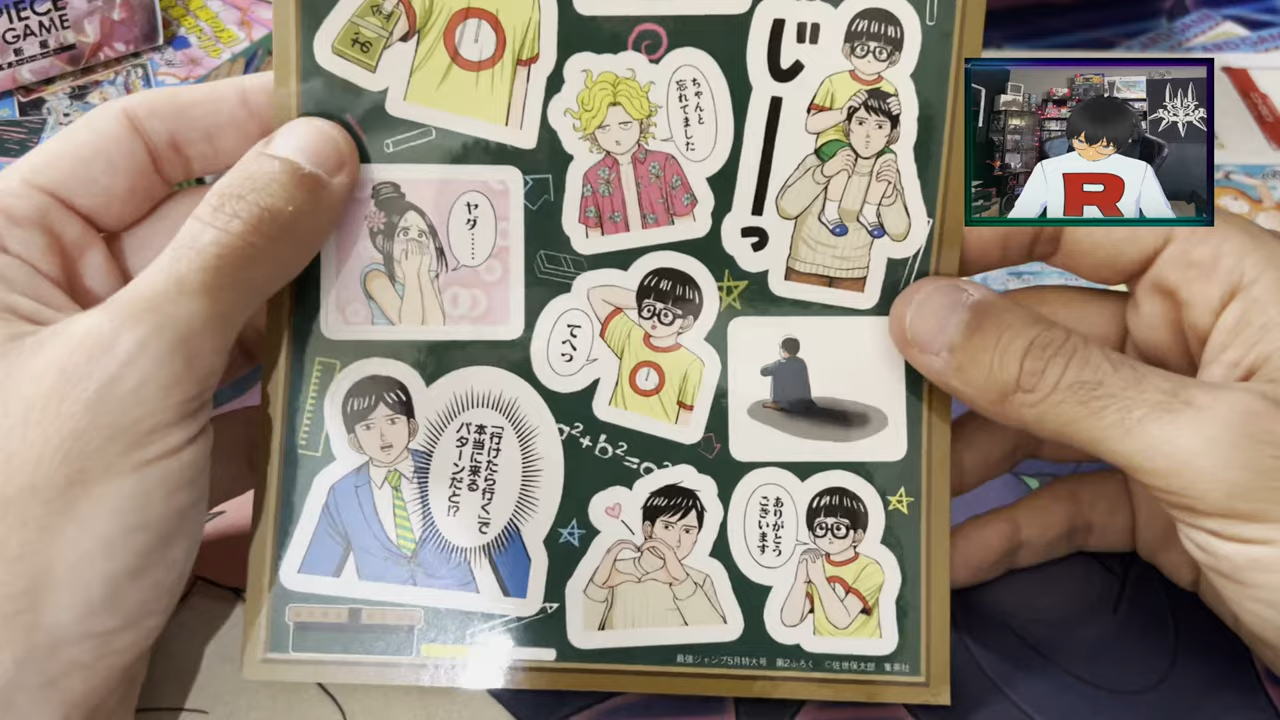 PIECE
GAME
新星
じーっ
ちゃんと
忘れてました
ヤダ……
てへっ
「行けたら行く」で
本当に来る
パターンだと!?
a²+b²=c²
ありがとう
ございます
R
最強ジャンプ5月特大号 第2ふろく ©佐世保太郎 集英社